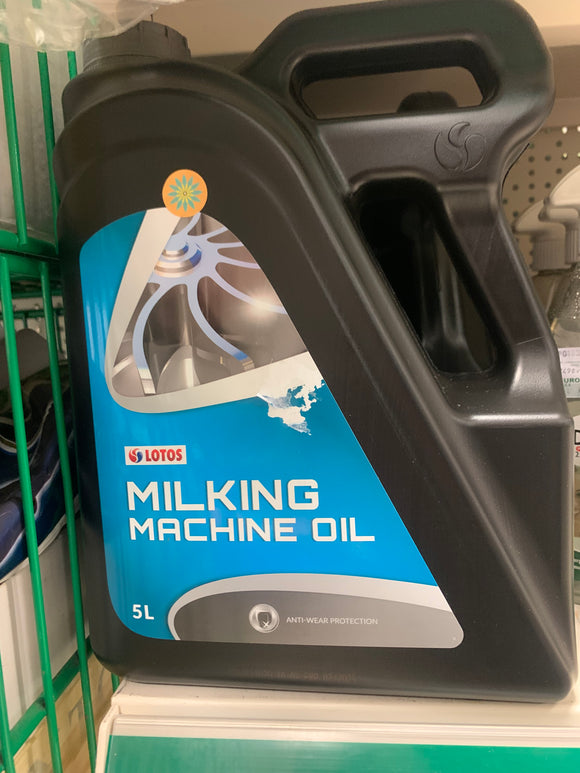 LOTOS
MILKING
MACHINE OIL
5L
ANTI-WEAR PROTECTION